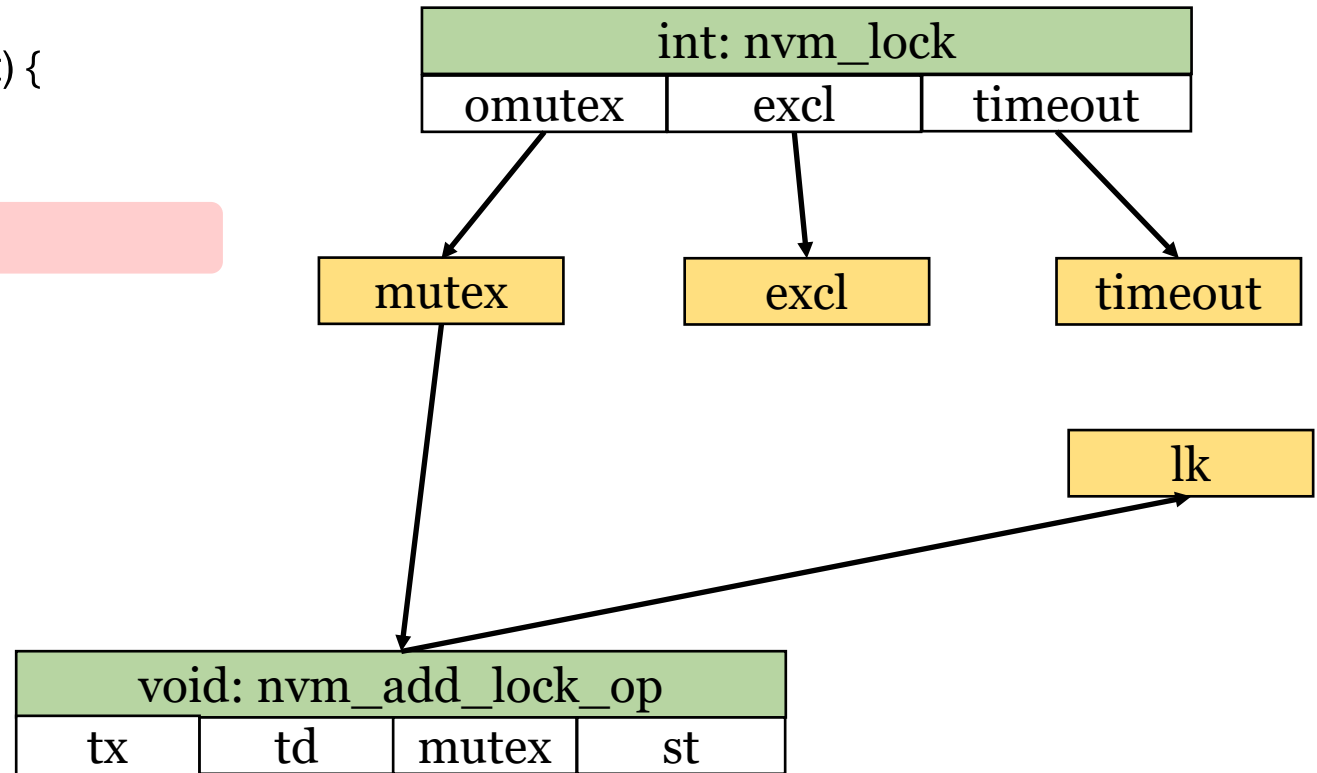 int: nvm_lock
) {
omutex excl timeout
mutex excl timeout
lk
void: nvm_add_lock_op
tx td mutex st